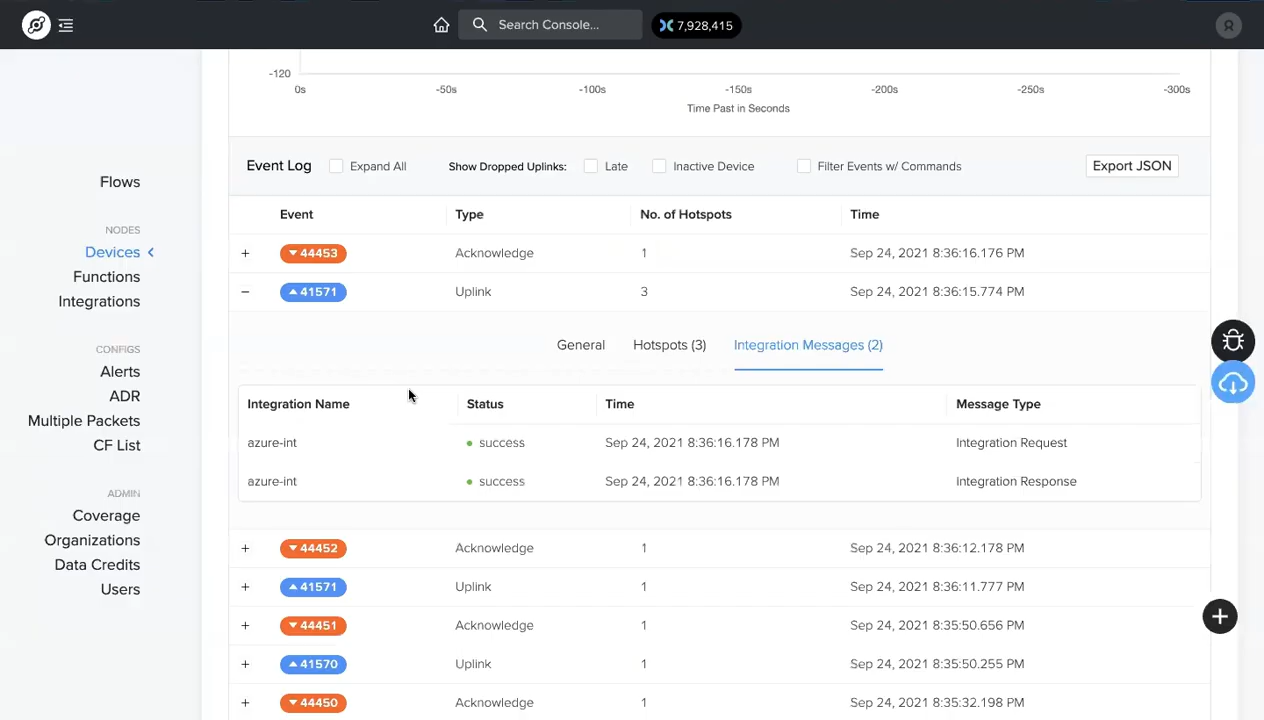 Search Console...
7,928,415
R
-120
0s -50s -100s -150s -200s -250s -300s
Time Past in Seconds
Event Log Expand All Show Dropped Uplinks: Late Inactive Device Filter Events w/ Commands Export JSON
Flows
NODES
Devices
Functions
Integrations
CONFIGS
Alerts
ADR
Multiple Packets
CF List
ADMIN
Coverage
Organizations
Data Credits
Users
Event Type No. of Hotspots Time
+ 44453 Acknowledge 1 Sep 24, 2021 8:36:16.176 PM
− 41571 Uplink 3 Sep 24, 2021 8:36:15.774 PM
General Hotspots (3) Integration Messages (2)
Integration Name Status Time Message Type
azure-int success Sep 24, 2021 8:36:16.178 PM Integration Request
azure-int success Sep 24, 2021 8:36:16.178 PM Integration Response
+ 44452 Acknowledge 1 Sep 24, 2021 8:36:12.178 PM
+ 41571 Uplink 1 Sep 24, 2021 8:36:11.777 PM
+ 44451 Acknowledge 1 Sep 24, 2021 8:35:50.656 PM
+ 41570 Uplink 1 Sep 24, 2021 8:35:50.255 PM
+ 44450 Acknowledge 1 Sep 24, 2021 8:35:32.198 PM